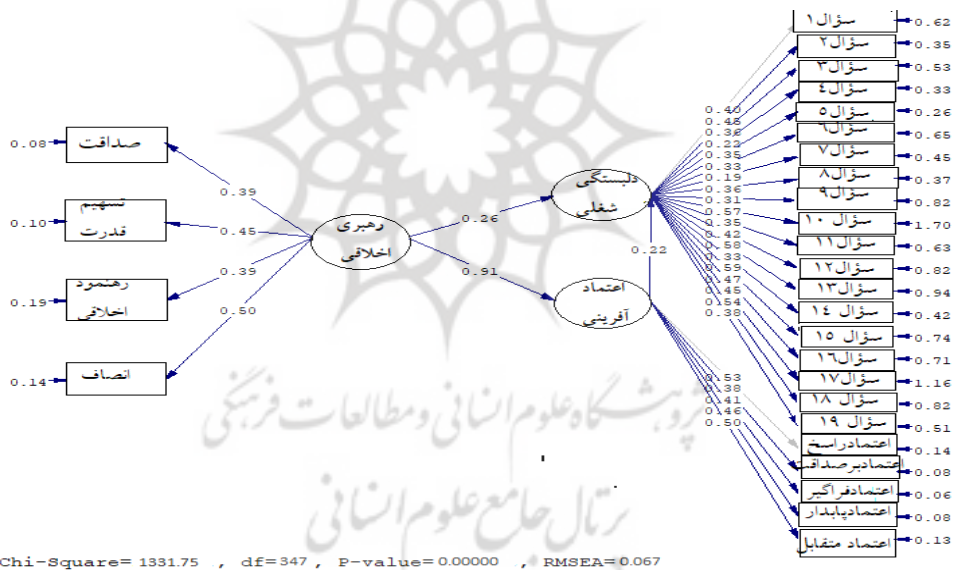 0.08 صداقت
0.10 تسهیم
قدرت
0.19 رهنمود
اخلاقی
0.14 انصاف
0.39
0.45
0.39
0.50
رهبری
اخلاقی
0.26
0.91
دلبستگی
شغلی
0.22
اعتماد
آفرینی
0.40
0.48
0.36
0.22
0.35
0.33
0.19
0.36
0.31
0.57
0.35
0.42
0.58
0.33
0.59
0.47
0.45
0.54
0.38
0.53
0.38
0.41
0.46
0.50
سؤال۱ 0.62
سؤال۲ 0.35
سؤال۳ 0.53
سؤال٤ 0.33
سؤال٥ 0.26
سؤال٦ 0.65
سؤال۷ 0.45
سؤال۸ 0.37
سؤال۹ 0.82
سؤال ۱۰ 1.70
سؤال۱۱ 0.63
سؤال۱۲ 0.82
سؤال۱۳ 0.94
سؤال ۱٤ 0.42
سؤال ۱٥ 0.74
سؤال۱٦ 0.71
سؤال۱۷ 1.16
سؤال ۱۸ 0.82
سؤال ۱۹ 0.51
اعتمادراسخ 0.14
اعتمادبرصداقت 0.08
اعتمادفراگیر 0.06
اعتمادپایدار 0.08
اعتماد متقابل 0.13
پژوهشگاه علوم انسانی و مطالعات فرهنگی
پرتال جامع علوم انسانی
Chi-Square= 1331.75 , df=347, P-value=0.00000 , RMSEA=0.067